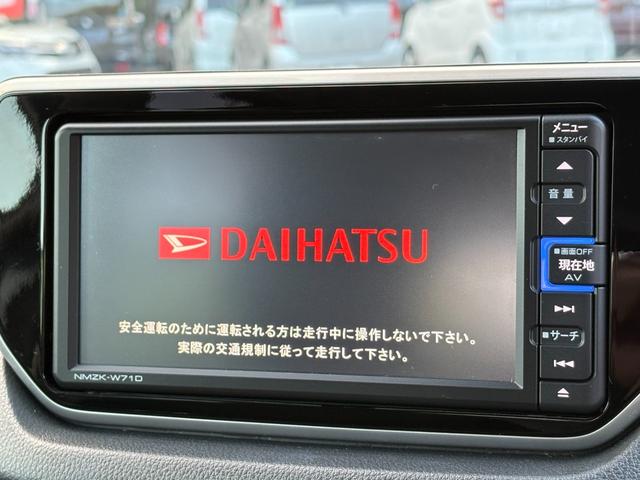 メニュー
スタンバイ
音量
画面OFF
現在地
AV
サーチ
DAIHATSU
安全運転のために運転される方は走行中に操作しないで下さい。
実際の交通規制に従って走行して下さい。
NMZK-W71D